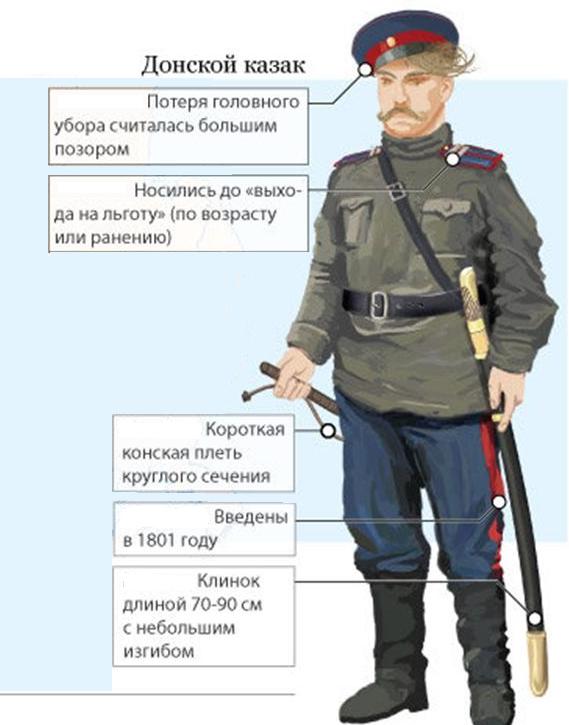 Донской казак
Потеря головного
убора считалась большим
позором
Носились до «выхо-
да на льготу» (по возрасту
или ранению)
Короткая
конская плеть
круглого сечения
Введены
в 1801 году
Клинок
длиной 70-90 см
с небольшим
изгибом